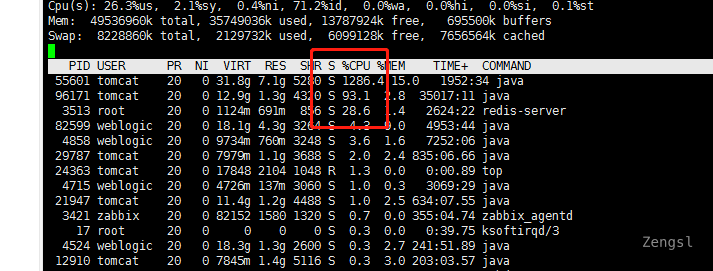 Cpu(s): 26.3%us, 2.1%sy, 0.4%ni, 71.2%id, 0.0%wa, 0.0%hi, 0.0%si, 0.1%st
Mem: 49536960k total, 35749036k used, 13787924k free, 695500k buffers
Swap: 8228860k total, 2129732k used, 6099128k free, 7656564k cached
PID USER PR NI VIRT RES SHR S %CPU %MEM TIME+ COMMAND
55601 tomcat 20 0 31.8g 7.1g 5280 S 1286.4 15.0 1952:34 java
96171 tomcat 20 0 12.9g 1.3g 4320 S 93.1 2.8 35017:11 java
3513 root 20 0 1124m 691m 856 S 28.6 1.4 2624:22 redis-server
82599 weblogic 20 0 18.1g 4.3g 3264 S 4.3 9.0 4953:44 java
4858 weblogic 20 0 9734m 760m 3248 S 3.6 1.6 7252:06 java
29787 tomcat 20 0 7979m 1.1g 3688 S 2.0 2.4 835:06.66 java
24363 tomcat 20 0 17848 2104 1048 R 1.3 0.0 0:00.89 top
4715 weblogic 20 0 4726m 137m 3060 S 1.0 0.3 3069:29 java
21947 tomcat 20 0 11.4g 1.2g 4488 S 1.0 2.5 634:07.55 java
3421 zabbix 20 0 82152 1580 1320 S 0.7 0.0 355:04.74 zabbix_agentd
17 root 20 0 0 0 0 S 0.3 0.0 0:39.75 ksoftirqd/3
4524 weblogic 20 0 18.3g 1.3g 2600 S 0.3 2.7 241:51.89 java
12910 tomcat 20 0 7845m 1.4g 5116 S 0.3 3.0 203:03.57 java
Zengsl